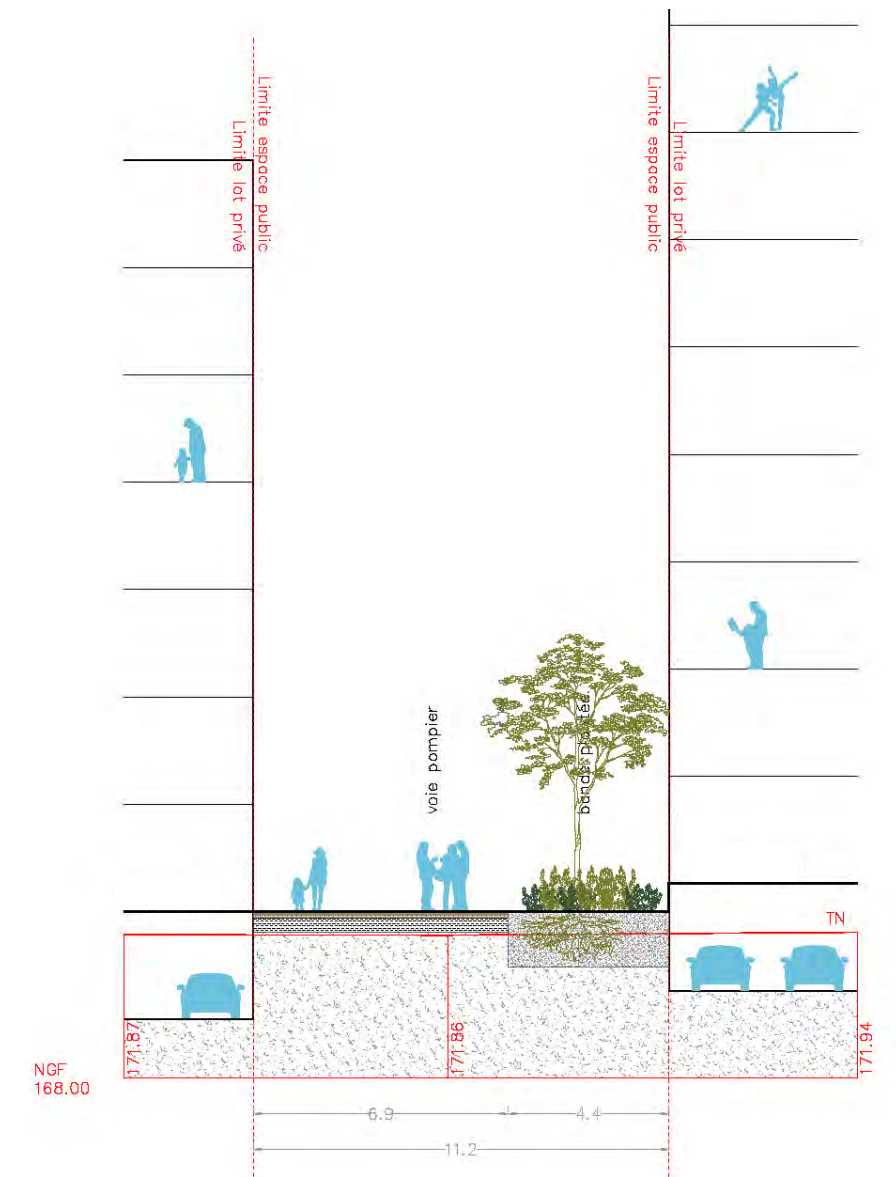 Limite lot privé
Limite espace public
Limite espace public
Limite lot privé
voie pompier
bande plantée
TN
171.87
171.86
171.94
NGF
168.00
6.9
4.4
11.2